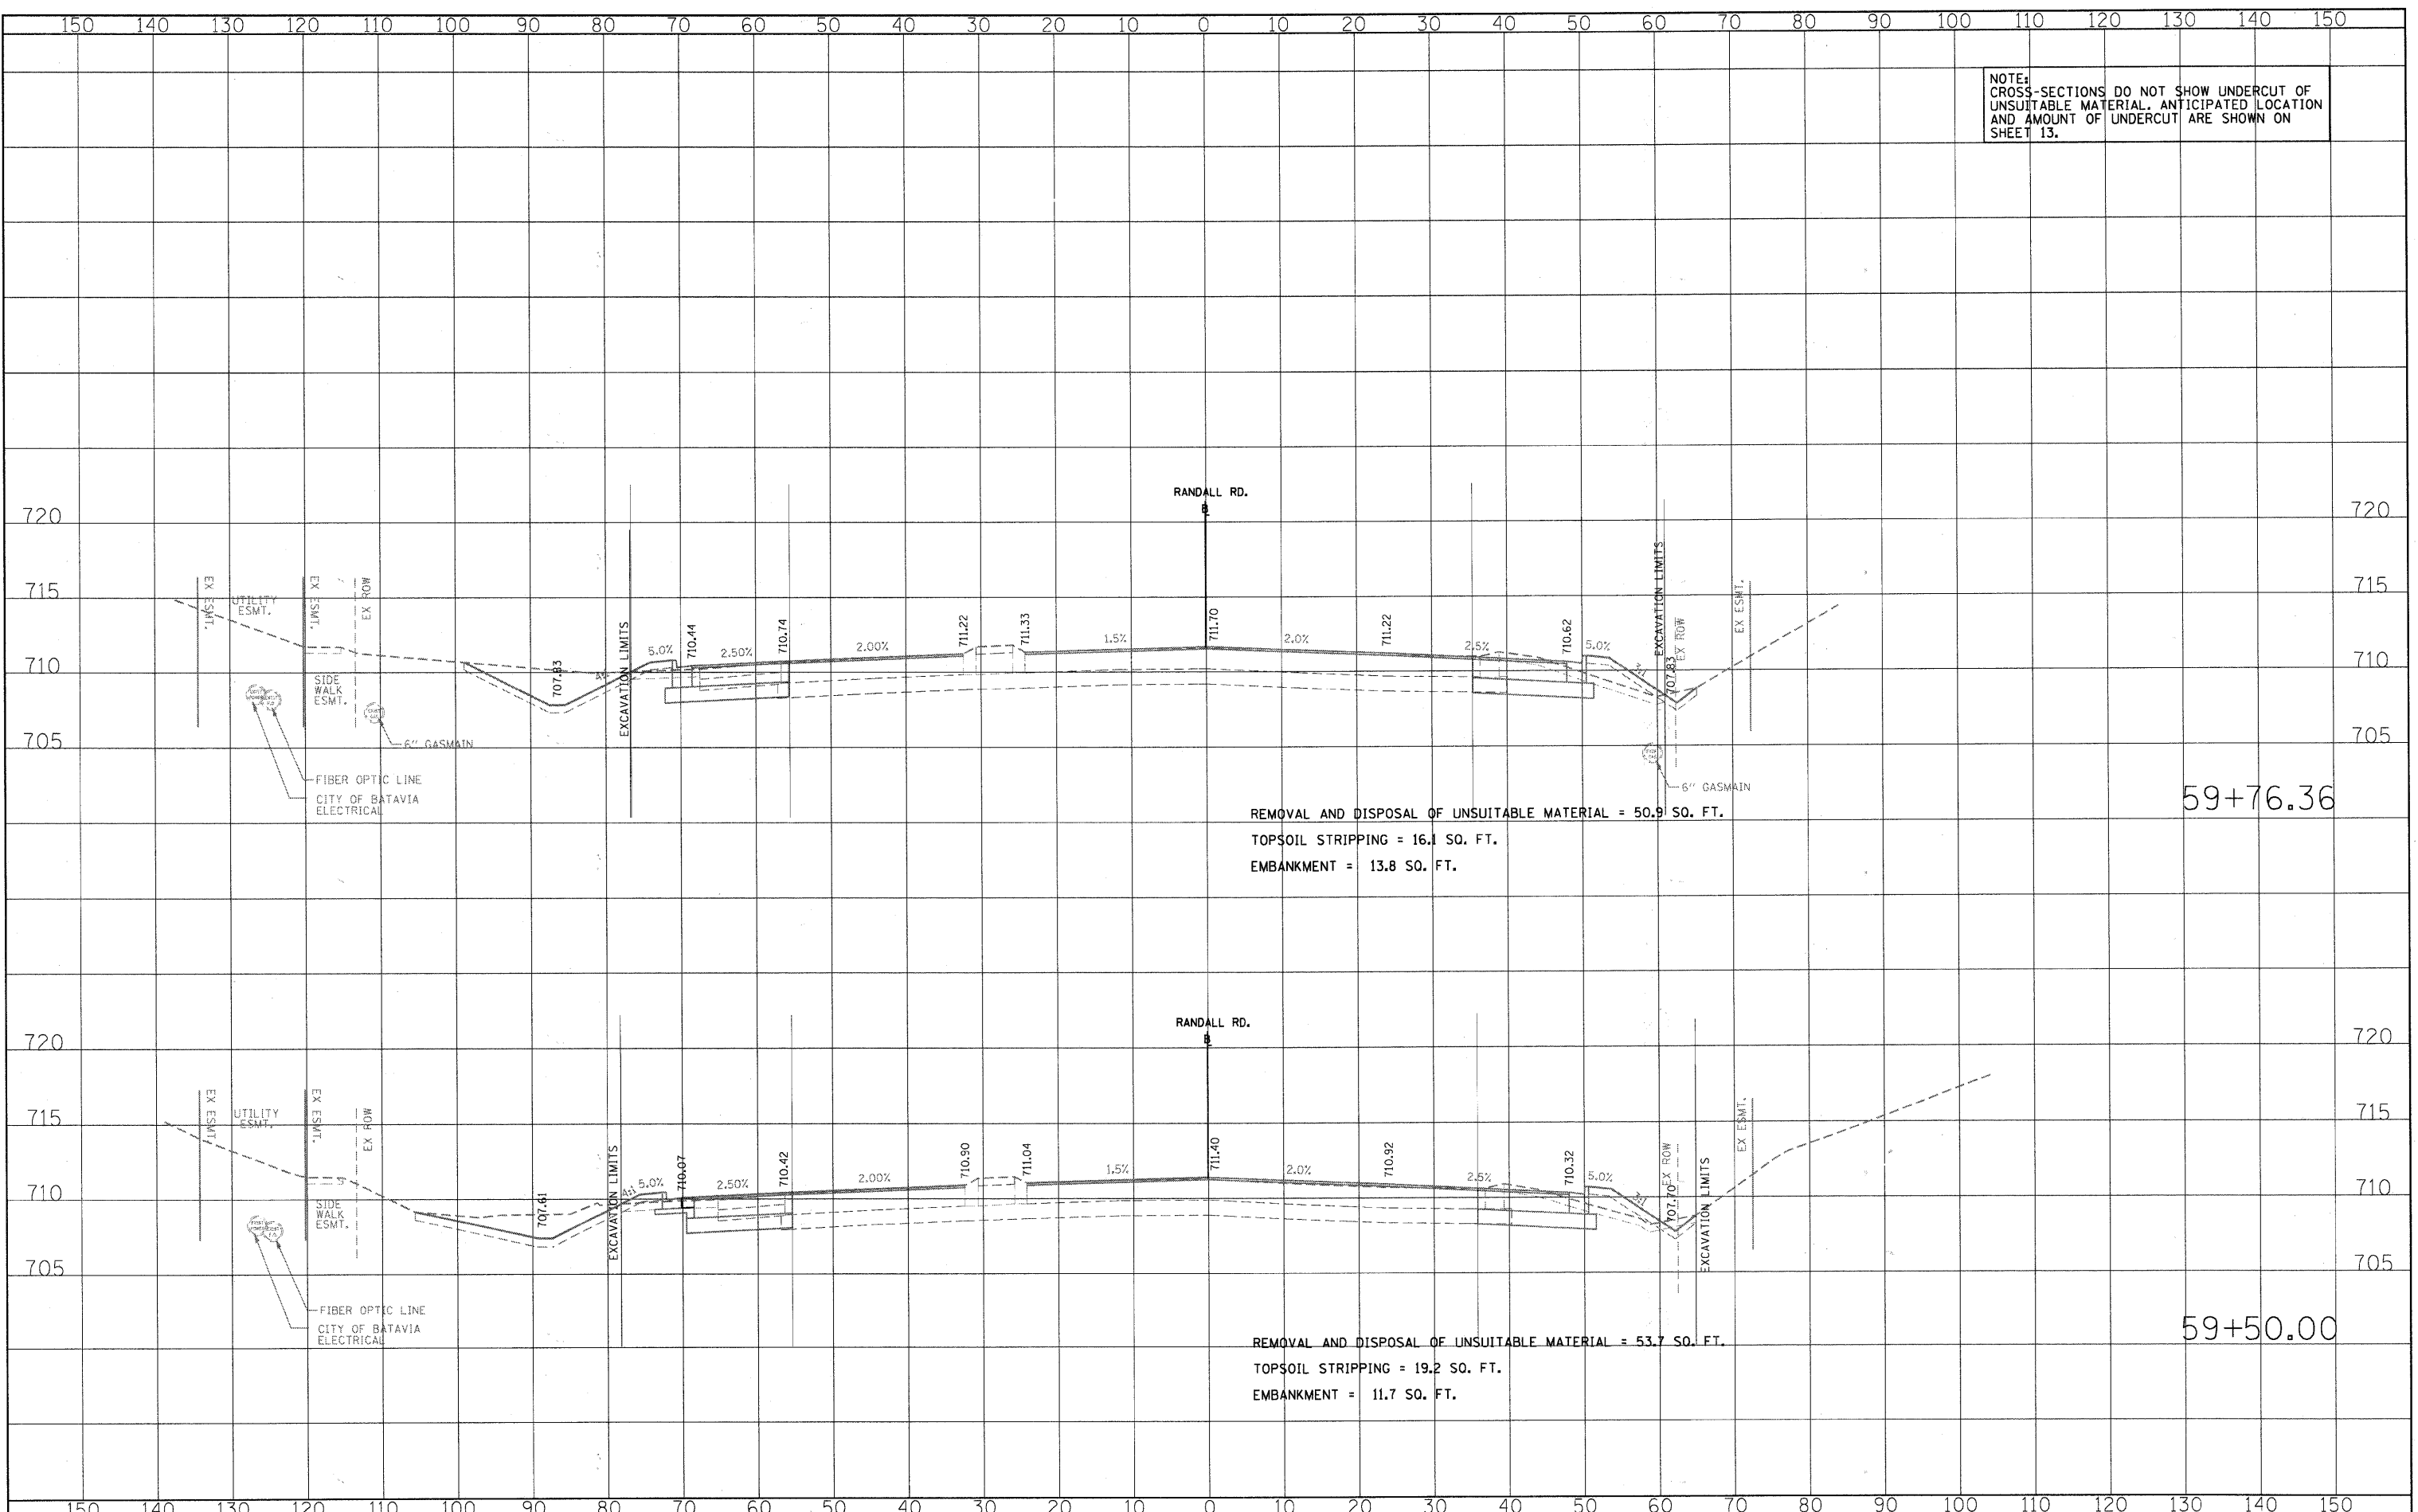 150 140 130 120 110 100 90 80 70 60 50 40 30 20 10 0 10 20 30 40 50 60 70 80 90 100 110 120 130 140 150
NOTE:
CROSS-SECTIONS DO NOT SHOW UNDERCUT OF
UNSUITABLE MATERIAL. ANTICIPATED LOCATION
AND AMOUNT OF UNDERCUT ARE SHOWN ON
SHEET 13.
RANDALL RD.
720 720
715 715
710 710
705 705
EX ESMT.
UTILITY
ESMT.
EX ESMT.
EX ROW
SIDE
WALK
ESMT.
6" GASMAIN
FIBER OPTIC LINE
CITY OF BATAVIA
ELECTRICAL
707.83
4:1
EXCAVATION LIMITS
5.0%
710.44
2.50%
710.74
2.00%
711.22
711.33
1.5%
711.70
2.0%
711.22
2.5%
710.62
5.0%
EXCAVATION LIMITS
707.83
EX ROW
EX ESMT.
6" GASMAIN
59+76.36
REMOVAL AND DISPOSAL OF UNSUITABLE MATERIAL = 50.9 SQ. FT.
TOPSOIL STRIPPING = 16.1 SQ. FT.
EMBANKMENT = 13.8 SQ. FT.
RANDALL RD.
720 720
715 715
710 710
705 705
EX ESMT.
UTILITY
ESMT.
EX ESMT.
EX ROW
SIDE
WALK
ESMT.
FIBER OPTIC LINE
CITY OF BATAVIA
ELECTRICAL
707.61
EXCAVATION LIMITS
4:1
5.0%
710.07
2.50%
710.42
2.00%
710.90
711.04
1.5%
711.40
2.0%
710.92
2.5%
710.32
5.0%
EX ROW
707.70
EXCAVATION LIMITS
EX ESMT.
59+50.00
REMOVAL AND DISPOSAL OF UNSUITABLE MATERIAL = 53.7 SQ. FT.
TOPSOIL STRIPPING = 19.2 SQ. FT.
EMBANKMENT = 11.7 SQ. FT.
150 140 130 120 110 100 90 80 70 60 50 40 30 20 10 0 10 20 30 40 50 60 70 80 90 100 110 120 130 140 150